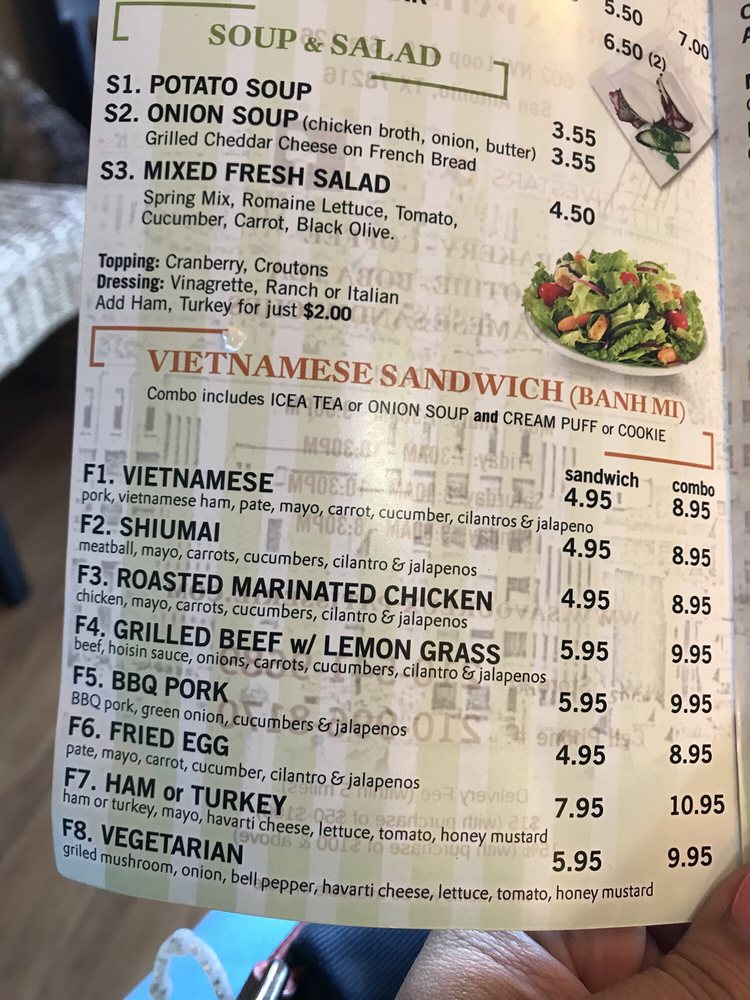 5.50
7.00
6.50 (2)
SOUP & SALAD
S1. POTATO SOUP 3.55
S2. ONION SOUP (chicken broth, onion, butter) 3.55
Grilled Cheddar Cheese on French Bread
S3. MIXED FRESH SALAD 4.50
Spring Mix, Romaine Lettuce, Tomato,
Cucumber, Carrot, Black Olive.
Topping: Cranberry, Croutons
Dressing: Vinagrette, Ranch or Italian
Add Ham, Turkey for just $2.00
VIETNAMESE SANDWICH (BANH MI)
Combo includes ICEA TEA or ONION SOUP and CREAM PUFF or COOKIE
sandwich combo
F1. VIETNAMESE 4.95 8.95
pork, vietnamese ham, pate, mayo, carrot, cucumber, cilantros & jalapeno
F2. SHIUMAI 4.95 8.95
meatball, mayo, carrots, cucumbers, cilantro & jalapenos
F3. ROASTED MARINATED CHICKEN 4.95 8.95
chicken, mayo, carrots, cucumbers, cilantro & jalapenos
F4. GRILLED BEEF w/ LEMON GRASS 5.95 9.95
beef, hoisin sauce, onions, carrots, cucumbers, cilantro & jalapenos
F5. BBQ PORK 5.95 9.95
BBQ pork, green onion, cucumbers & jalapenos
F6. FRIED EGG 4.95 8.95
pate, mayo, carrot, cucumber, cilantro & jalapenos
F7. HAM or TURKEY 7.95 10.95
ham or turkey, mayo, havarti cheese, lettuce, tomato, honey mustard
F8. VEGETARIAN 5.95 9.95
griled mushroom, onion, bell pepper, havarti cheese, lettuce, tomato, honey mustard